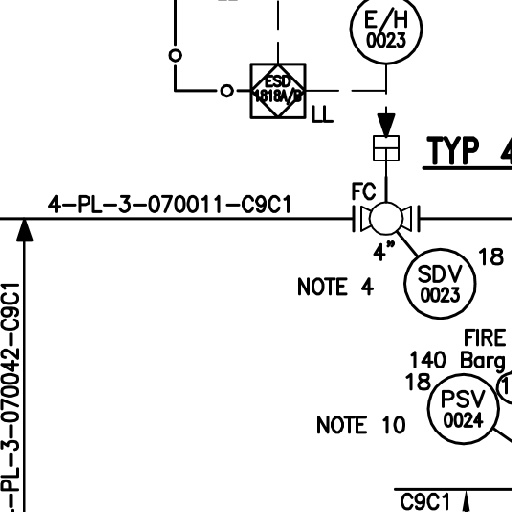 E/H
0023
ESD
1818A/B
LL
TYP 4
FC
4-PL-3-070011-C9C1
4"
18
SDV
0023
NOTE 4
-PL-3-070042-C9C1
FIRE
140 Barg
18
PSV
0024
1
NOTE 10
C9C1